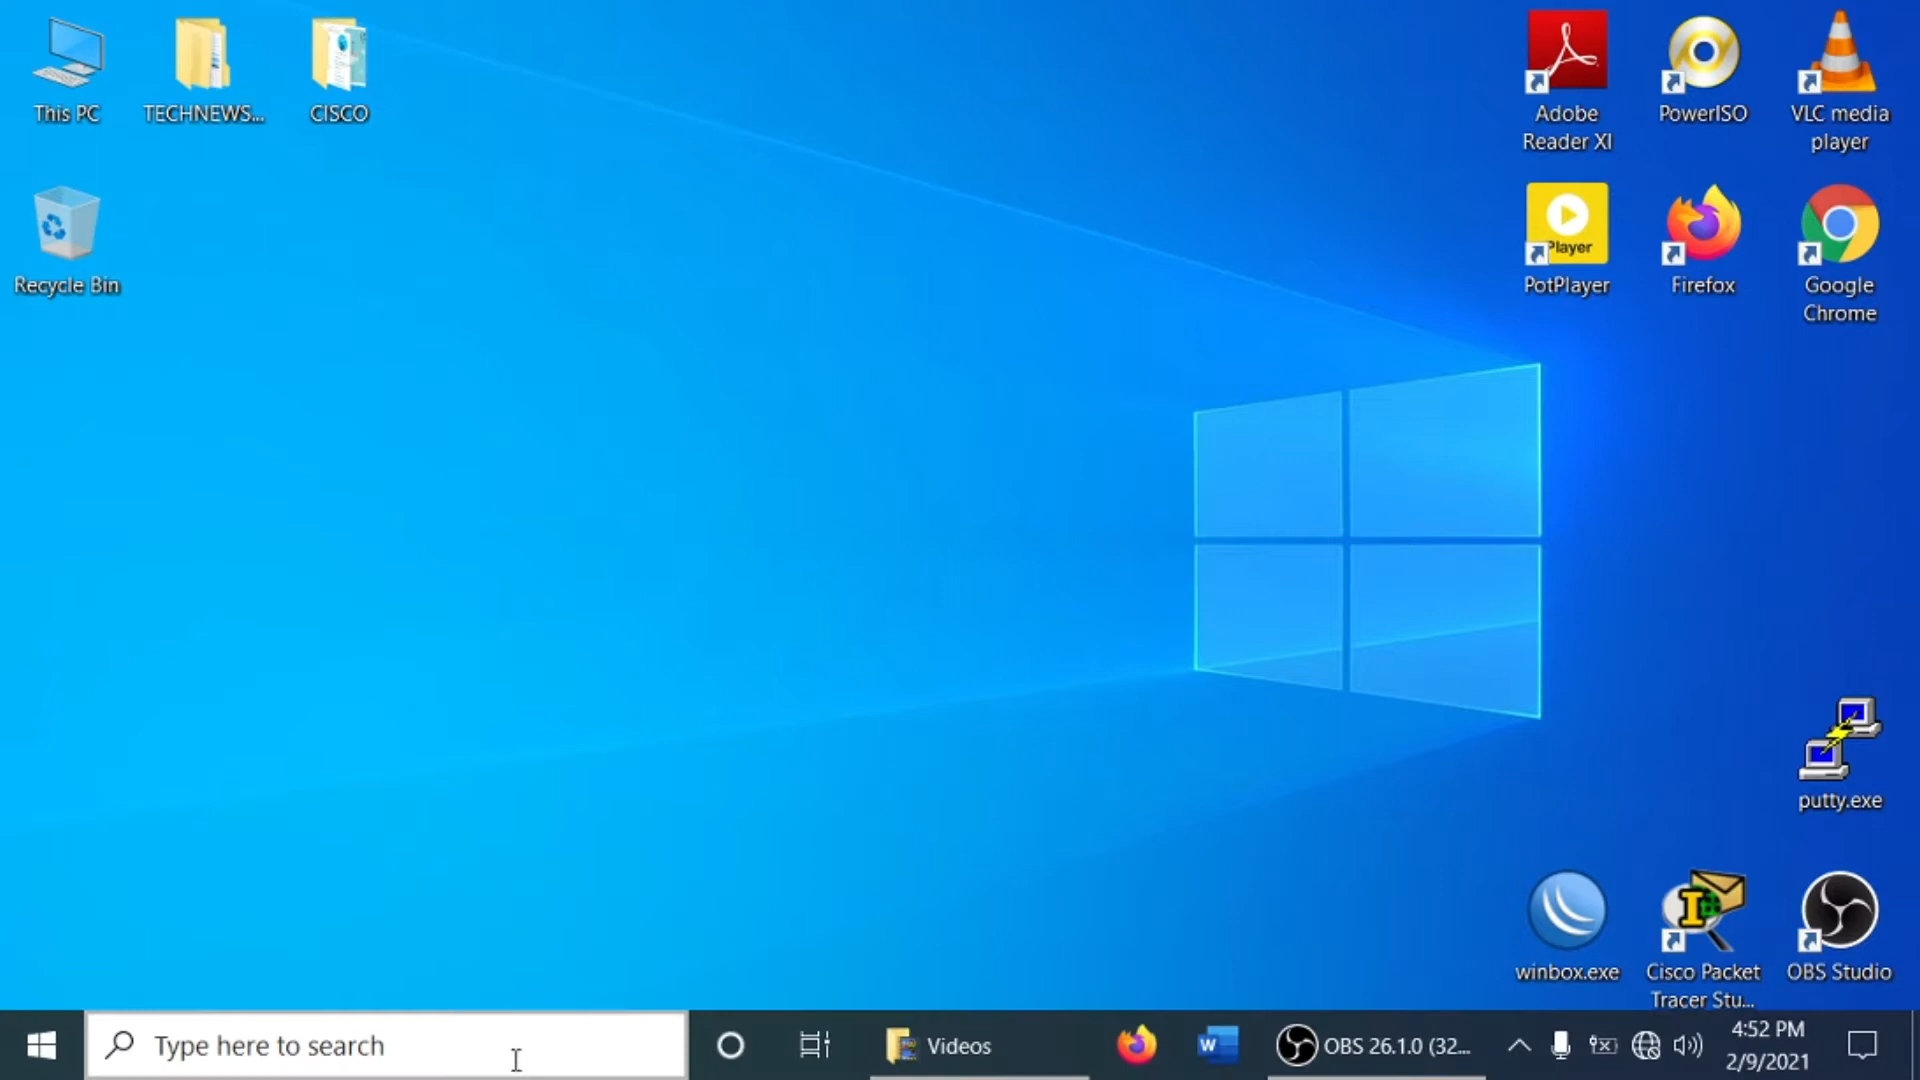 This PC
TECHNEWS...
CISCO
Recycle Bin
Adobe
Reader XI
PowerISO
VLC media
player
Player
PotPlayer
Firefox
Google
Chrome
putty.exe
winbox.exe
Cisco Packet
Tracer Stu...
OBS Studio
Type here to search
Videos
W
OBS 26.1.0 (32...
4:52 PM
2/9/2021